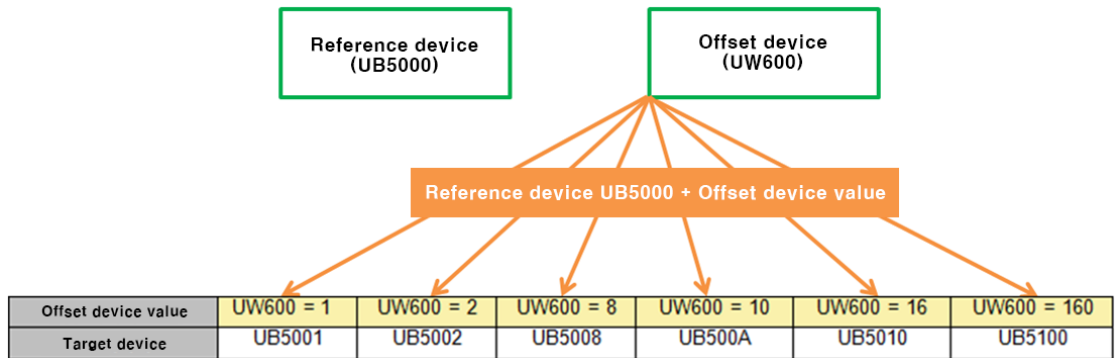 Reference device
(UB5000)
Offset device
(UW600)
Reference device UB5000 + Offset device value
Offset device value UW600 = 1 UW600 = 2 UW600 = 8 UW600 = 10 UW600 = 16 UW600 = 160
Target device UB5001 UB5002 UB5008 UB500A UB5010 UB5100